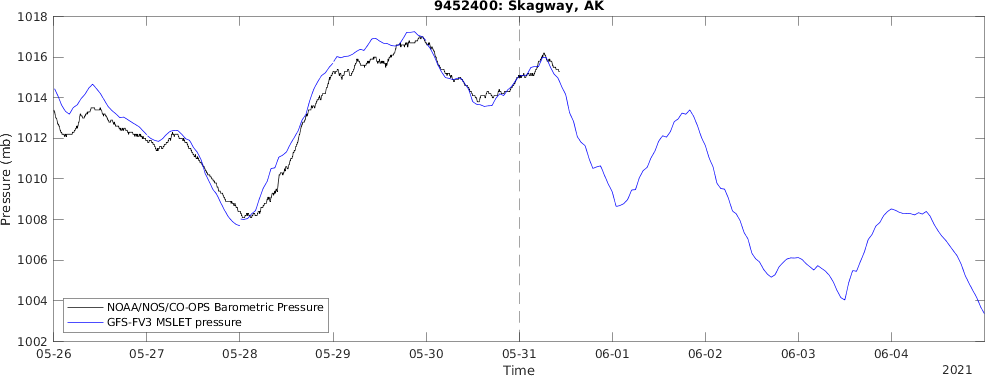 9452400: Skagway, AK
Pressure (mb)
1018
1016
1014
1012
1010
1008
1006
1004
1002
NOAA/NOS/CO-OPS Barometric Pressure
GFS-FV3 MSLET pressure
05-26 05-27 05-28 05-29 05-30 05-31 06-01 06-02 06-03 06-04
Time
2021